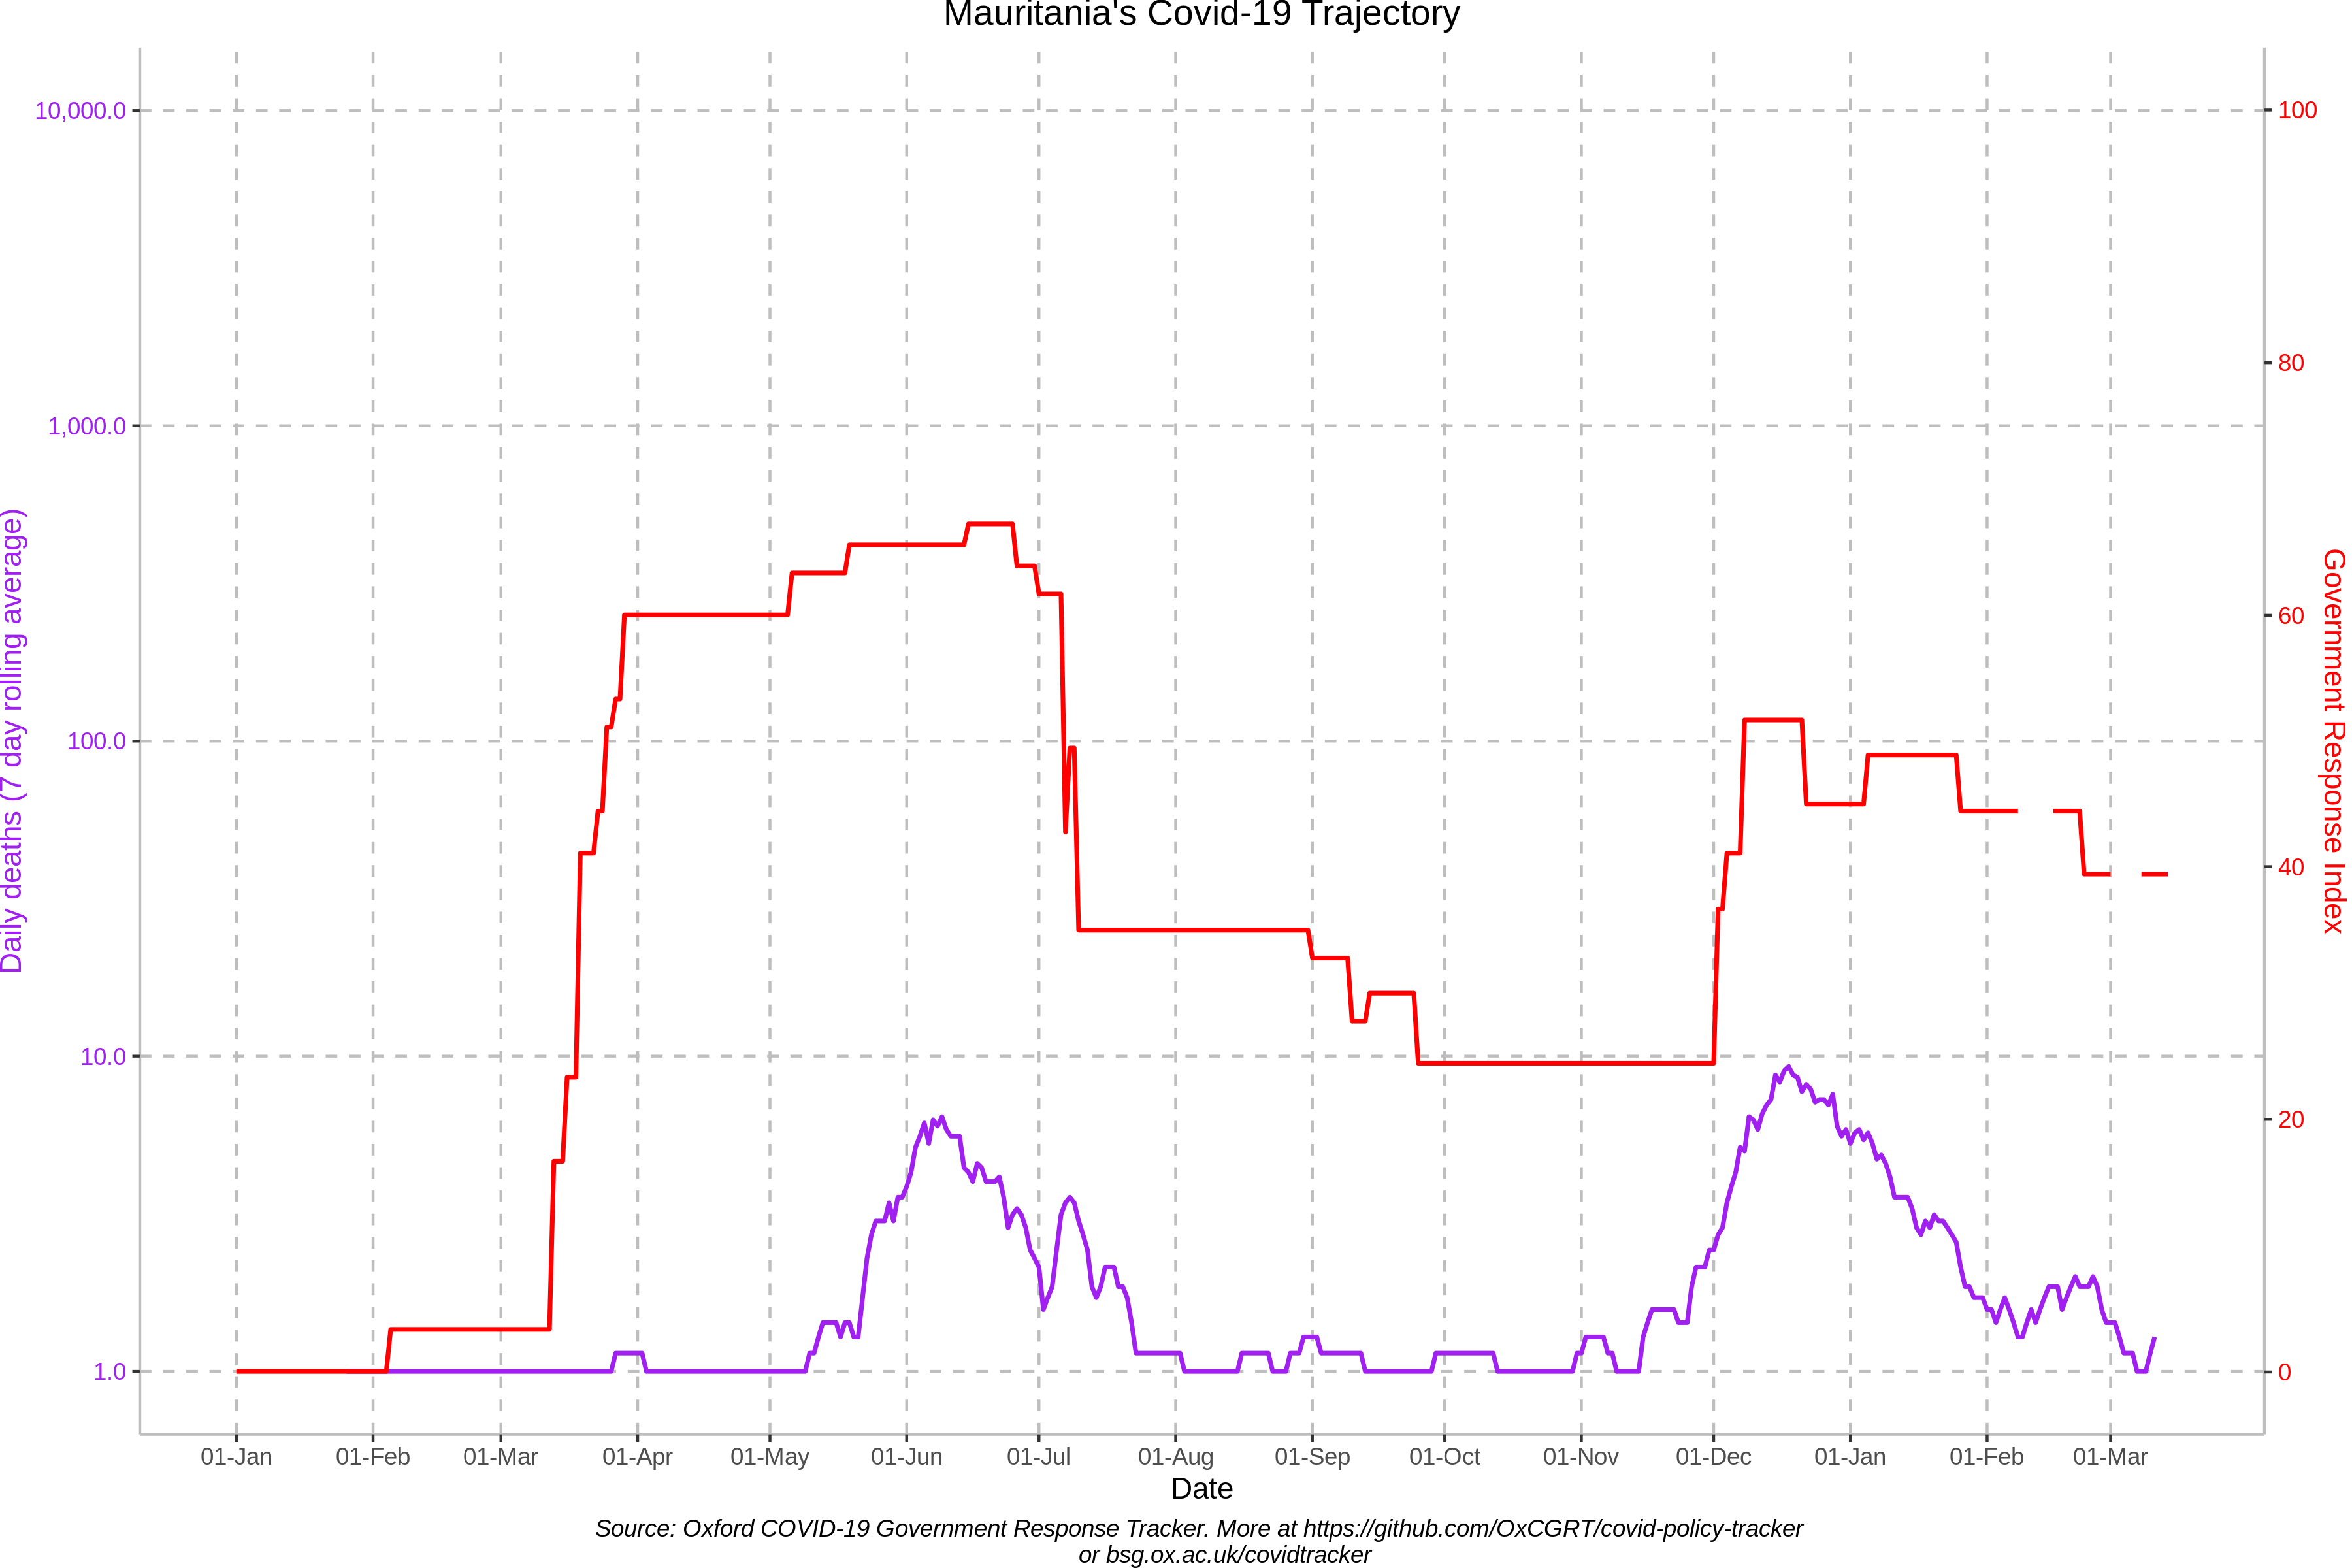 Mauritania's Covid-19 Trajectory
10,000.0
1,000.0
100.0
10.0
1.0
Daily deaths (7 day rolling average)
100
80
60
40
20
0
Government Response Index
01-Jan 01-Feb 01-Mar 01-Apr 01-May 01-Jun 01-Jul 01-Aug 01-Sep 01-Oct 01-Nov 01-Dec 01-Jan 01-Feb 01-Mar
Date
Source: Oxford COVID-19 Government Response Tracker. More at https://github.com/OxCGRT/covid-policy-tracker
or bsg.ox.ac.uk/covidtracker